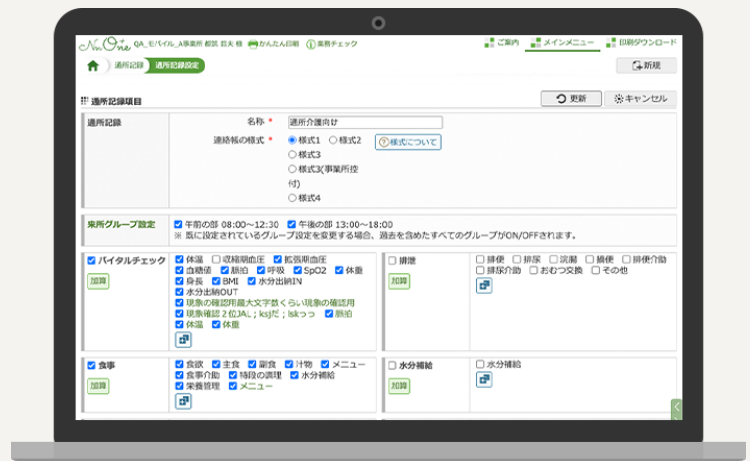 NoOne QA_モバイル_A事業所 都筑 巨大 様 かんたん印刷 業務チェック ご案内 メインメニュー 印刷ダウンロード
通所記録 通所記録設定 新規
通所記録項目 更新 キャンセル
通所記録 名称 * 通所介護向け
連絡帳の様式 * 様式1 様式2 様式について
様式3
様式3(事業所控
付)
様式4
来所グループ設定 午前の部 08:00～12:30 午後の部 13:00～18:00
※ 既に設定されているグループ設定を変更する場合、過去を含めたすべてのグループがON/OFFされます。
バイタルチェック 体温 収縮期血圧 拡張期血圧
血糖値 脈拍 呼吸 SpO2 体重
加算 身長 BMI 水分出納IN
水分出納OUT
現象の確認用最大文字数くらい現象の確認用
現象確認２位JAL；ksjだ；lskっっ 脈拍
体温 体重
排泄 排便 排尿 浣腸 摘便 排便介助
排尿介助 おむつ交換 その他
加算
食事 食欲 主食 副食 汁物 メニュー
食事介助 特段の調理 水分補給
加算 栄養管理 メニュー
水分補給 水分補給
加算